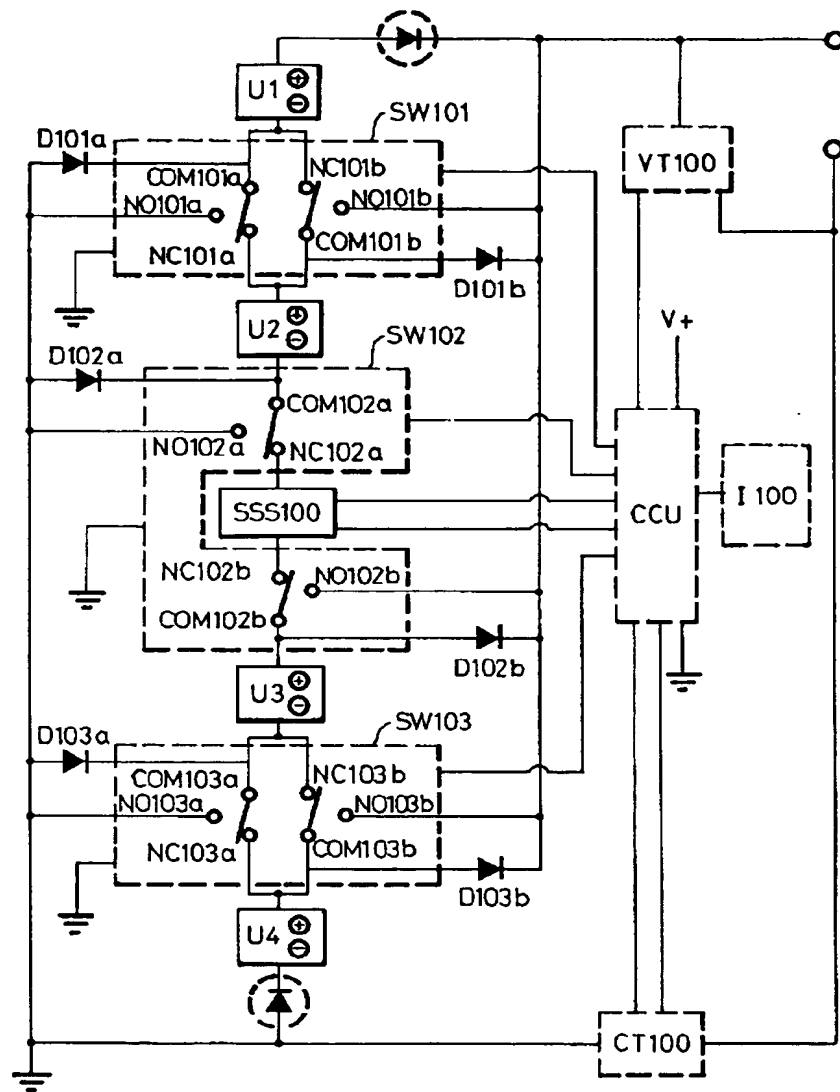 U1 ⊕
⊖
SW101
D101a
COM101a
NC101b
NO101a
NO101b
NC101a
COM101b
D101b
VT100
U2 ⊕
⊖
SW102
D102a
COM102a
NO102a
NC102a
V+
SSS100
CCU
I100
NC102b
NO102b
COM102b
D102b
U3 ⊕
⊖
SW103
D103a
COM103a
NC103b
NO103a
NO103b
NC103a
COM103b
D103b
U4 ⊕
⊖
CT100